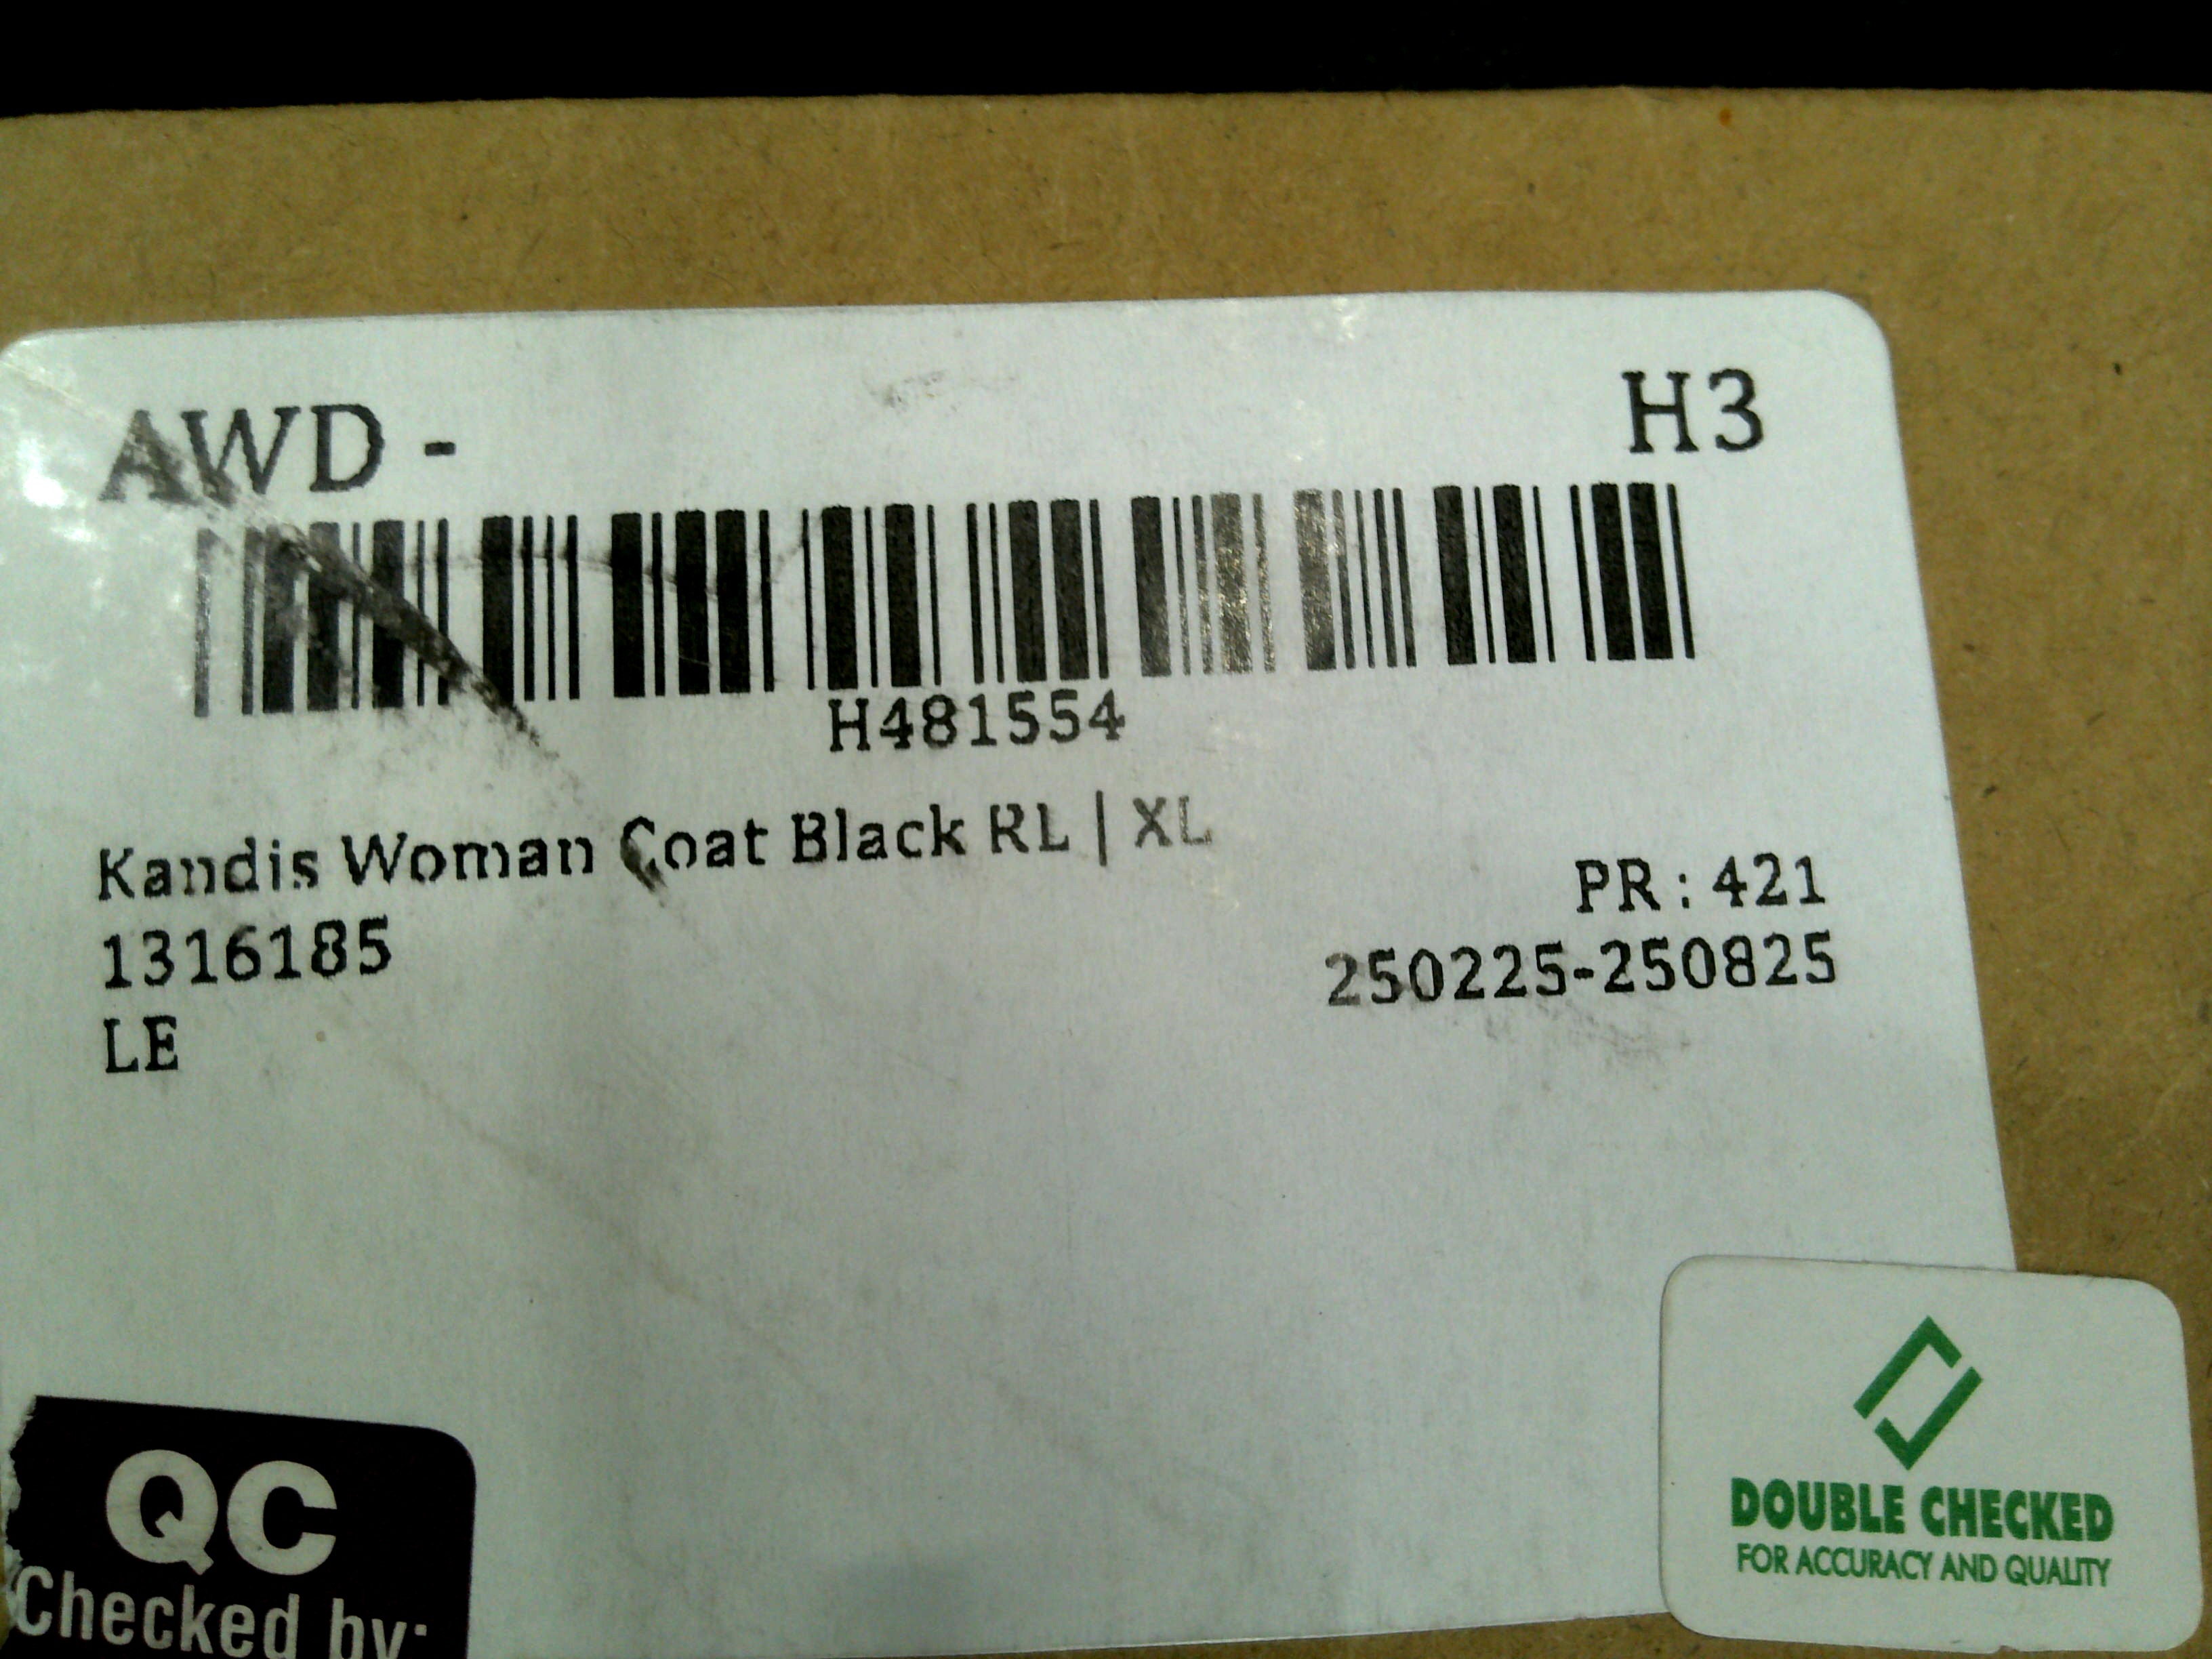 AWD - H3
H481554
Kandis Woman Coat Black RL | XL
PR : 421
1316185
250225-250825
LE
QC
Checked by:
DOUBLE CHECKED
FOR ACCURACY AND QUALITY